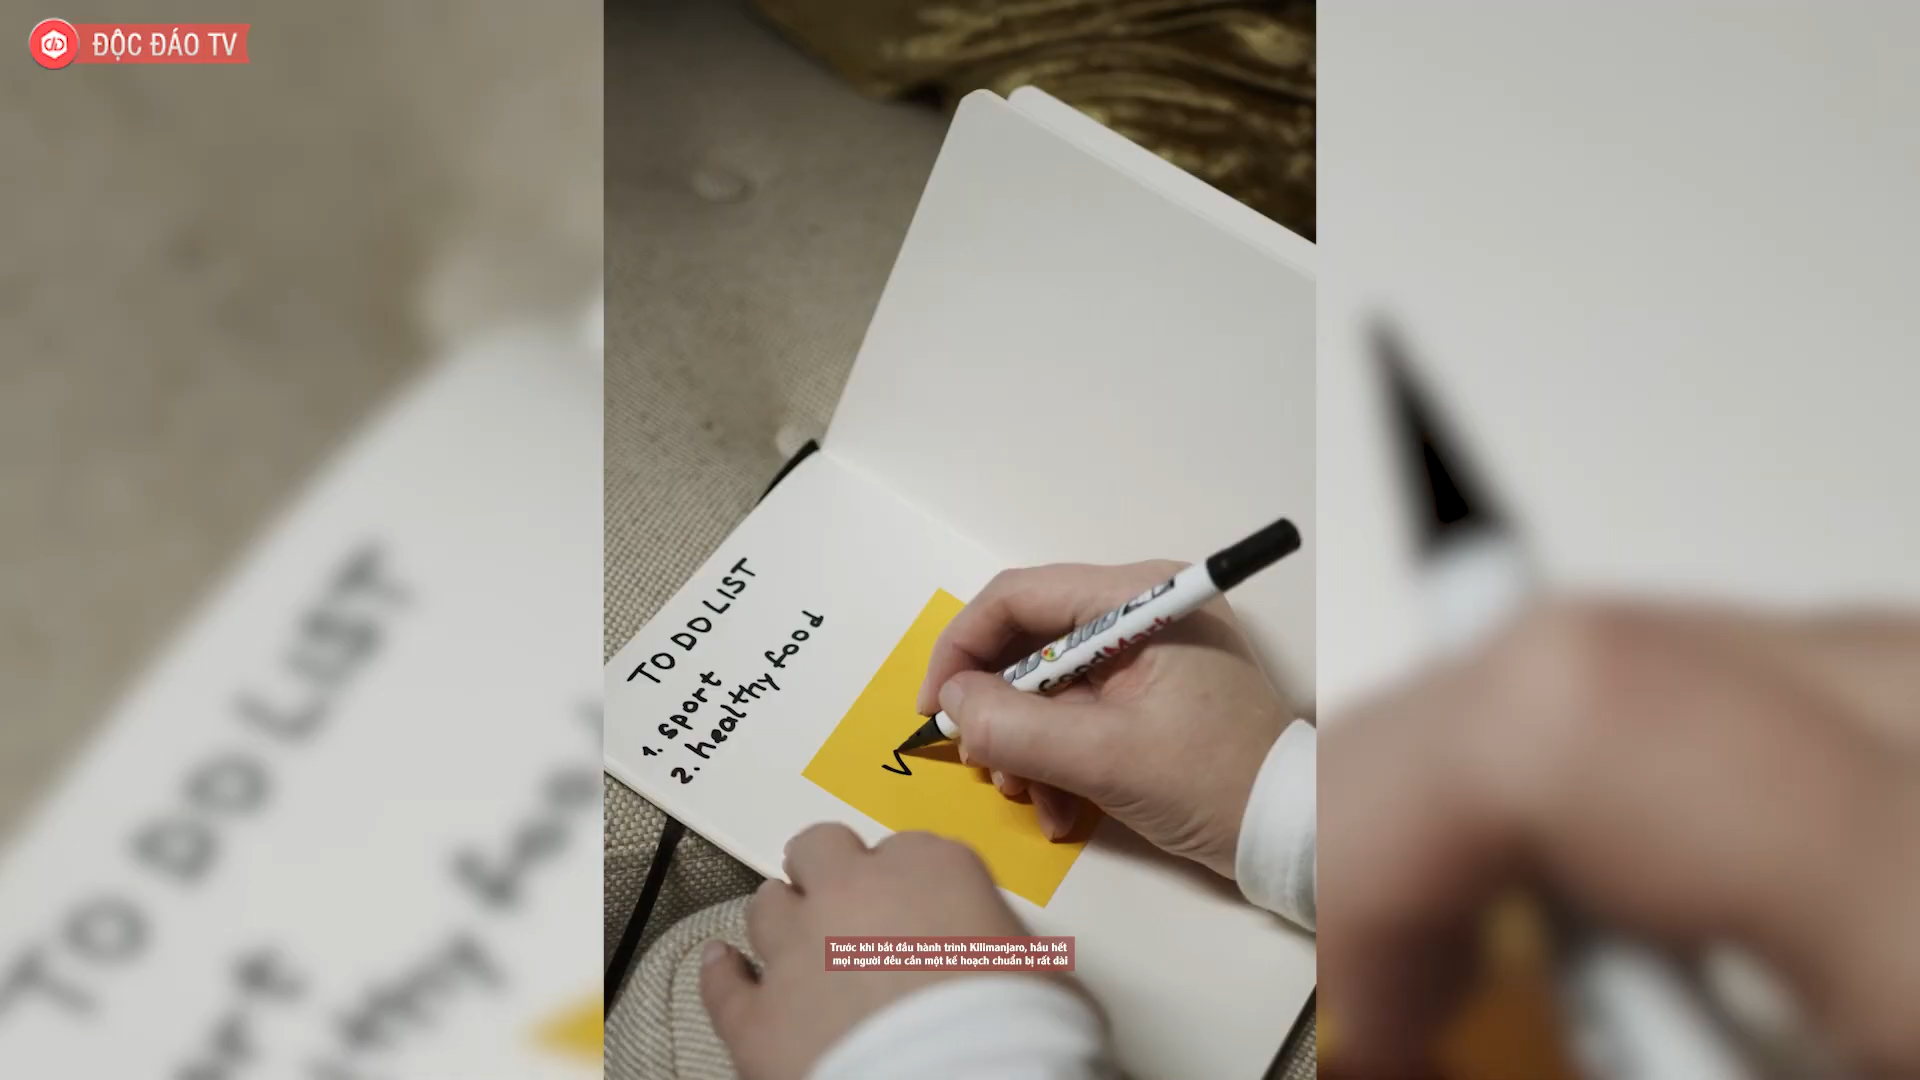 ĐỘC ĐÁO TV
TO DO LIST
1. sport
2. healthy food
GoodMark
Trước khi bắt đầu hành trình Kilimanjaro, hầu hết
mọi người đều cần một kế hoạch chuẩn bị rất dài